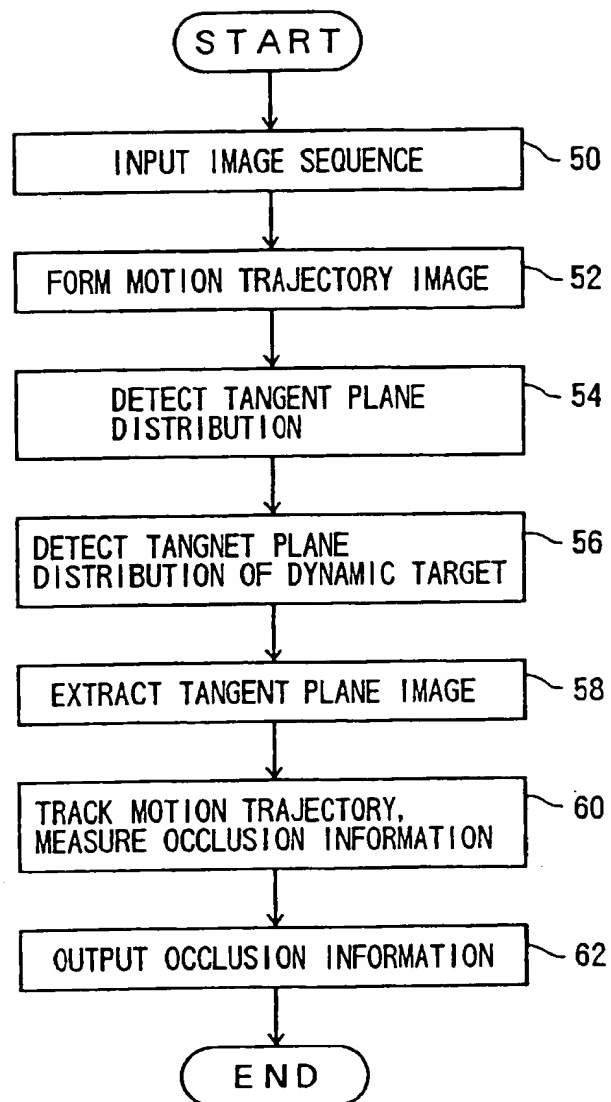 START
INPUT IMAGE SEQUENCE
50
FORM MOTION TRAJECTORY IMAGE
52
DETECT TANGENT PLANE
DISTRIBUTION
54
DETECT TANGNET PLANE
DISTRIBUTION OF DYNAMIC TARGET
56
EXTRACT TANGENT PLANE IMAGE
58
TRACK MOTION TRAJECTORY,
MEASURE OCCLUSION INFORMATION
60
OUTPUT OCCLUSION INFORMATION
62
END